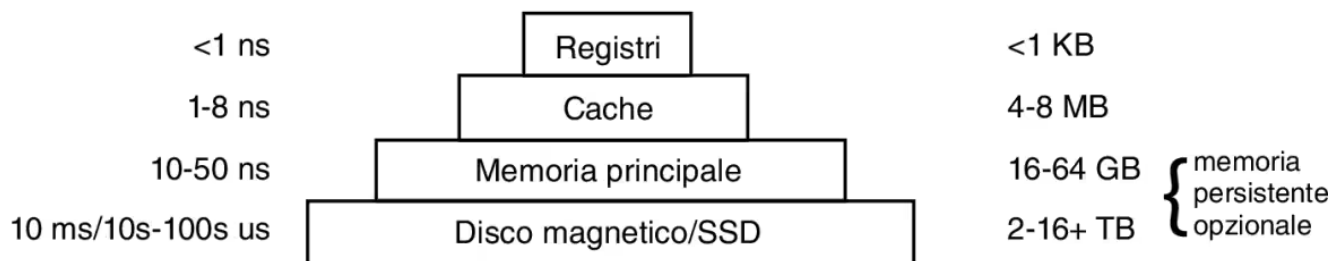 <1 ns Registri <1 KB
1-8 ns Cache 4-8 MB
10-50 ns Memoria principale 16-64 GB
10 ms/10s-100s us Disco magnetico/SSD 2-16+ TB
memoria
persistente
opzionale